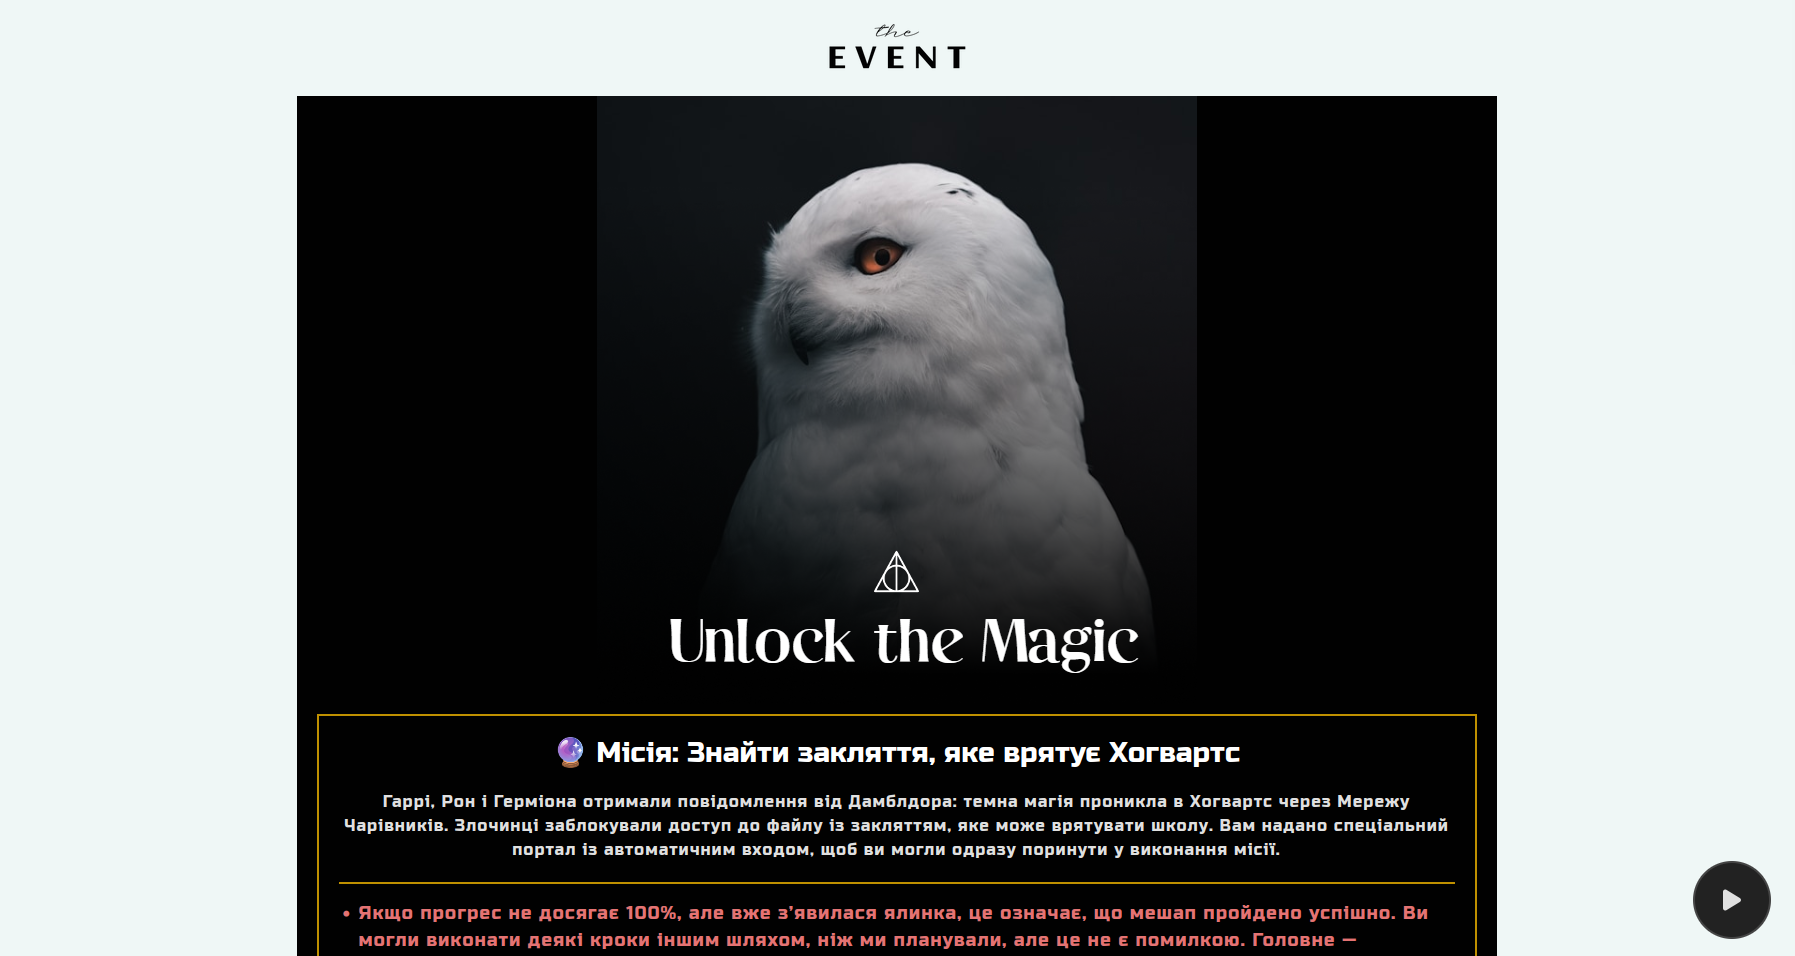 the
EVENT
Unlock the Magic
🔮 Місія: Знайти закляття, яке врятує Хогвартс
Гаррі, Рон і Герміона отримали повідомлення від Дамблдора: темна магія проникла в Хогвартс через Мережу
Чарівників. Злочинці заблокували доступ до файлу із закляттям, яке може врятувати школу. Вам надано спеціальний
портал із автоматичним входом, щоб ви могли одразу поринути у виконання місії.
• Якщо прогрес не досягає 100%, але вже з’явилася ялинка, це означає, що мешап пройдено успішно. Ви
могли виконати деякі кроки іншим шляхом, ніж ми планували, але це не є помилкою. Головне —